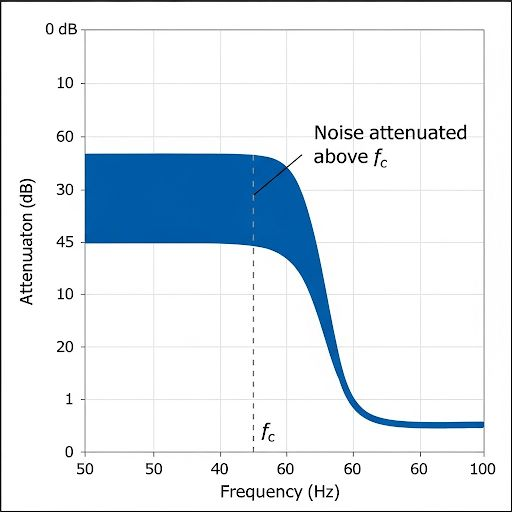 0 dB
10
60
30
45
10
20
1
0
Attenuaton (dB)
Noise attenuated
above fc
fc
50 50 40 60 60 60 100
Frequency (Hz)